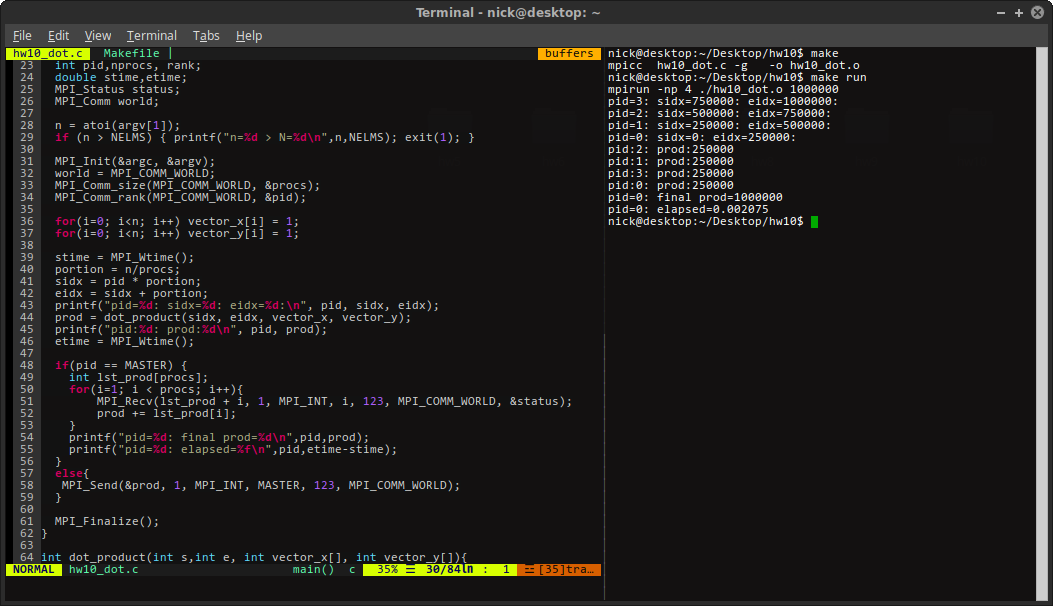 Terminal - nick@desktop: ~
File Edit View Terminal Tabs Help
hw10_dot.c Makefile | buffers
23 int pid,nprocs, rank;
24 double stime,etime;
25 MPI_Status status;
26 MPI_Comm world;
27
28 n = atoi(argv[1]);
29 if (n > NELMS) { printf("n=%d > N=%d\n",n,NELMS); exit(1); }
30
31 MPI_Init(&argc, &argv);
32 world = MPI_COMM_WORLD;
33 MPI_Comm_size(MPI_COMM_WORLD, &procs);
34 MPI_Comm_rank(MPI_COMM_WORLD, &pid);
35
36 for(i=0; i<n; i++) vector_x[i] = 1;
37 for(i=0; i<n; i++) vector_y[i] = 1;
38
39 stime = MPI_Wtime();
40 portion = n/procs;
41 sidx = pid * portion;
42 eidx = sidx + portion;
43 printf("pid=%d: sidx=%d: eidx=%d:\n", pid, sidx, eidx);
44 prod = dot_product(sidx, eidx, vector_x, vector_y);
45 printf("pid:%d: prod:%d\n", pid, prod);
46 etime = MPI_Wtime();
47
48 if(pid == MASTER) {
49 int lst_prod[procs];
50 for(i=1; i < procs; i++){
51 MPI_Recv(lst_prod + i, 1, MPI_INT, i, 123, MPI_COMM_WORLD, &status);
52 prod += lst_prod[i];
53 }
54 printf("pid=%d: final prod=%d\n",pid,prod);
55 printf("pid=%d: elapsed=%f\n",pid,etime-stime);
56 }
57 else{
58 MPI_Send(&prod, 1, MPI_INT, MASTER, 123, MPI_COMM_WORLD);
59 }
60
61 MPI_Finalize();
62 }
63
64 int dot_product(int s,int e, int vector_x[], int vector_y[]){
NORMAL hw10_dot.c main() c 35% ☰ 30/84ln : 1 ☲ [35]tra…
nick@desktop:~/Desktop/hw10$ make
mpicc hw10_dot.c -g -o hw10_dot.o
nick@desktop:~/Desktop/hw10$ make run
mpirun -np 4 ./hw10_dot.o 1000000
pid=3: sidx=750000: eidx=1000000:
pid=2: sidx=500000: eidx=750000:
pid=1: sidx=250000: eidx=500000:
pid=0: sidx=0: eidx=250000:
pid:2: prod:250000
pid:1: prod:250000
pid:3: prod:250000
pid:0: prod:250000
pid=0: final prod=1000000
pid=0: elapsed=0.002075
nick@desktop:~/Desktop/hw10$